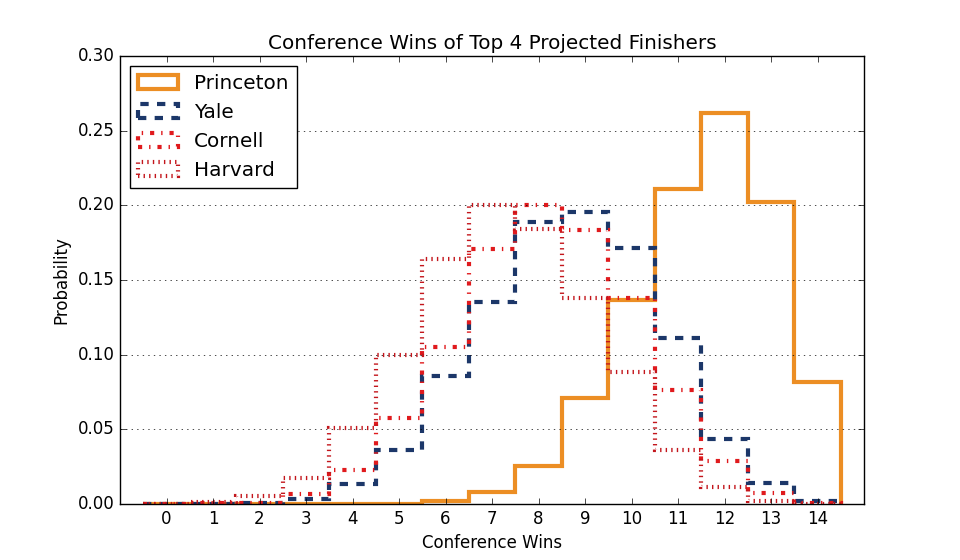 Conference Wins of Top 4 Projected Finishers
0.30
0.25
0.20
0.15
0.10
0.05
0.00
Probability
Princeton
Yale
Cornell
Harvard
0 1 2 3 4 5 6 7 8 9 10 11 12 13 14
Conference Wins